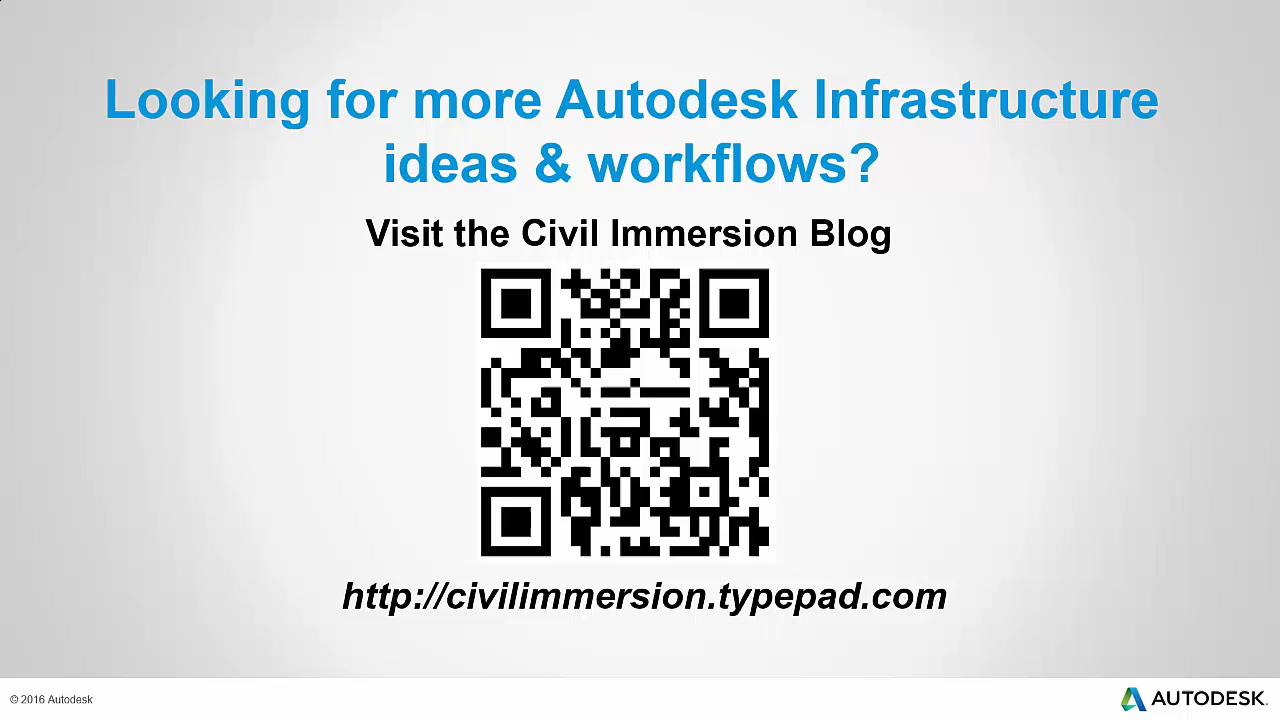 Looking for more Autodesk Infrastructure
ideas & workflows?
Visit the Civil Immersion Blog
http://civilimmersion.typepad.com
© 2016 Autodesk
AUTODESK.